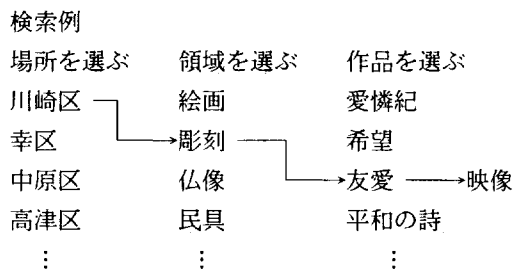 検索例
場所を選ぶ 領域を選ぶ 作品を選ぶ
川崎区 絵画 愛憐紀
幸区 彫刻 希望
中原区 仏像 友愛 映像
高津区 民具 平和の詩
⋮ ⋮ ⋮